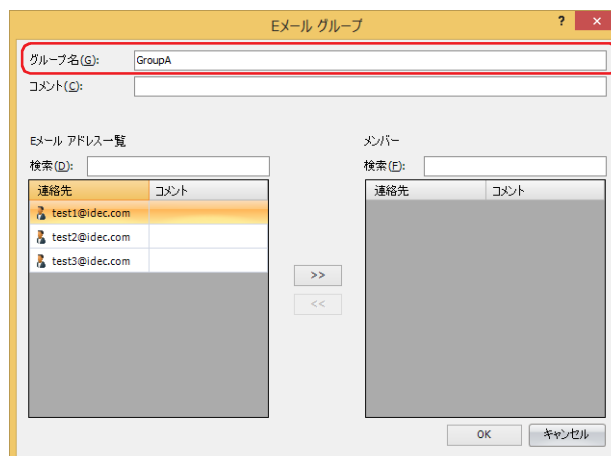 Eメール グループ
? ×
グループ名(G): GroupA
コメント(C):
Eメール アドレス一覧
メンバー
検索(D):
検索(F):
連絡先 コメント
連絡先 コメント
test1@idec.com
test2@idec.com
test3@idec.com
>>
<<
OK キャンセル